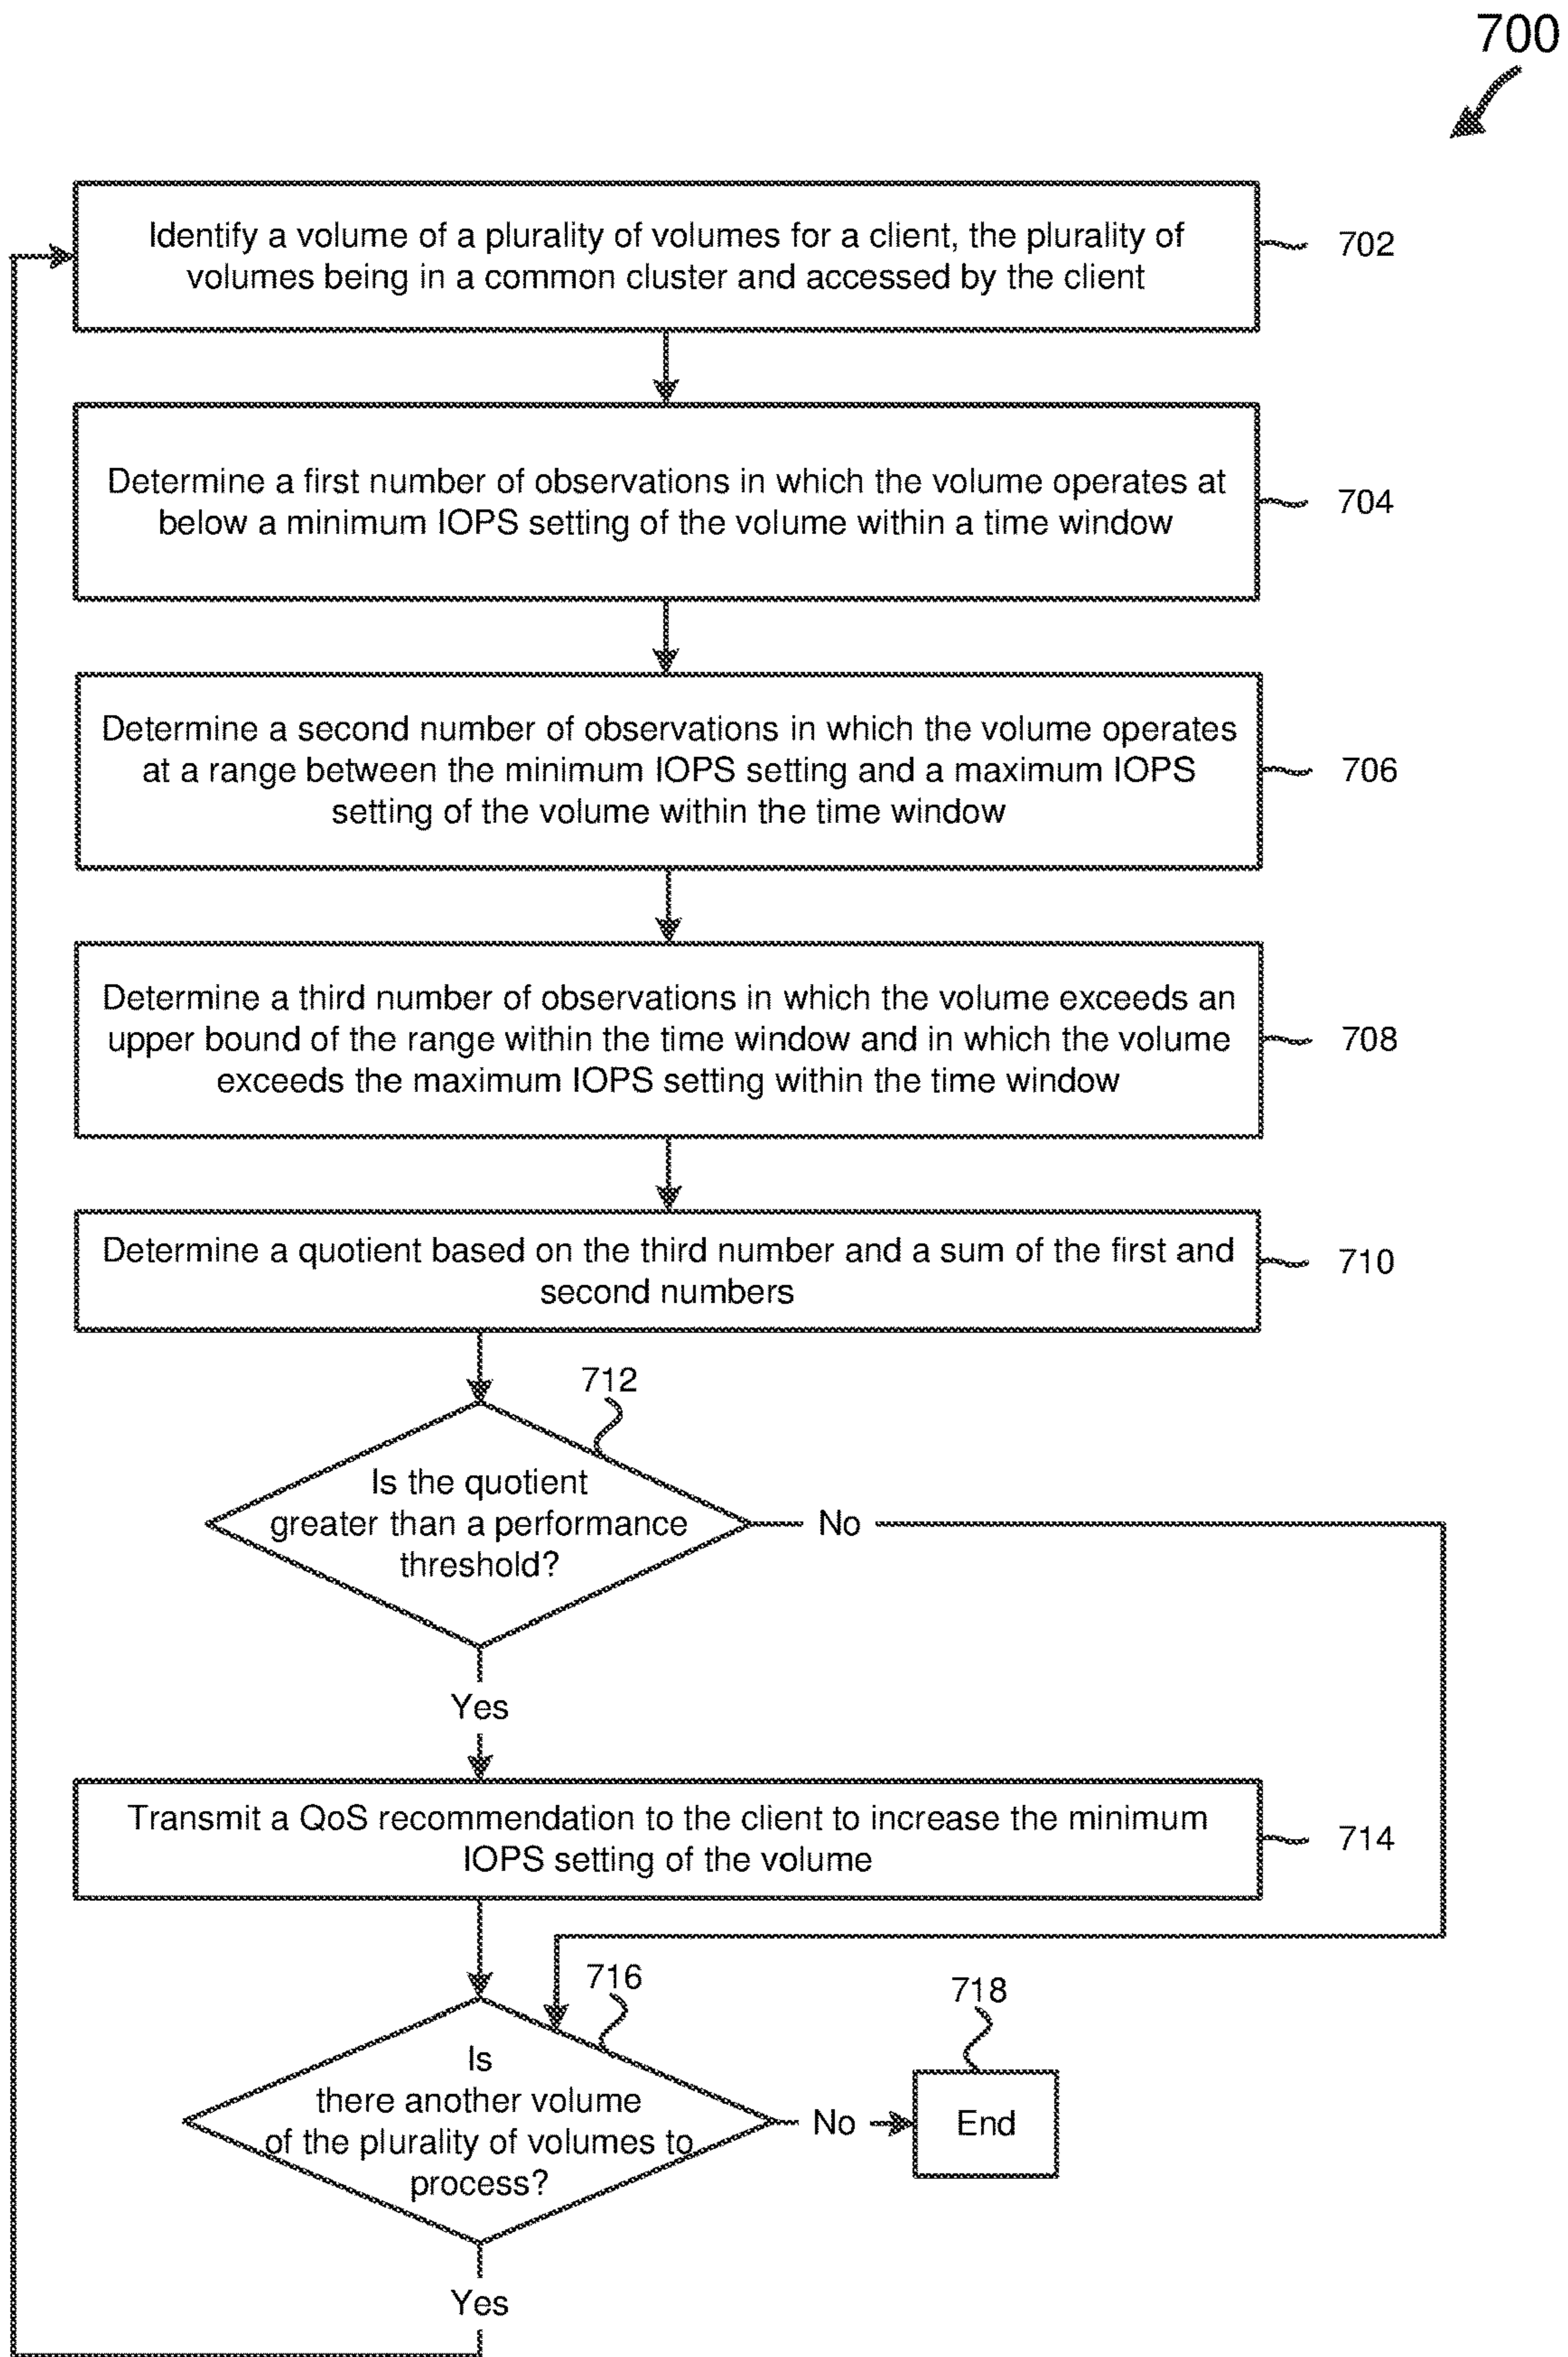 700
Identify a volume of a plurality of volumes for a client, the plurality of
volumes being in a common cluster and accessed by the client
702
Determine a first number of observations in which the volume operates at
below a minimum IOPS setting of the volume within a time window
704
Determine a second number of observations in which the volume operates
at a range between the minimum IOPS setting and a maximum IOPS
setting of the volume within the time window
706
Determine a third number of observations in which the volume exceeds an
upper bound of the range within the time window and in which the volume
exceeds the maximum IOPS setting within the time window
708
Determine a quotient based on the third number and a sum of the first and
second numbers
710
712
Is the quotient
greater than a performance
threshold?
No
Yes
Transmit a QoS recommendation to the client to increase the minimum
IOPS setting of the volume
714
716
718
Is
there another volume
of the plurality of volumes to
process?
No
End
Yes